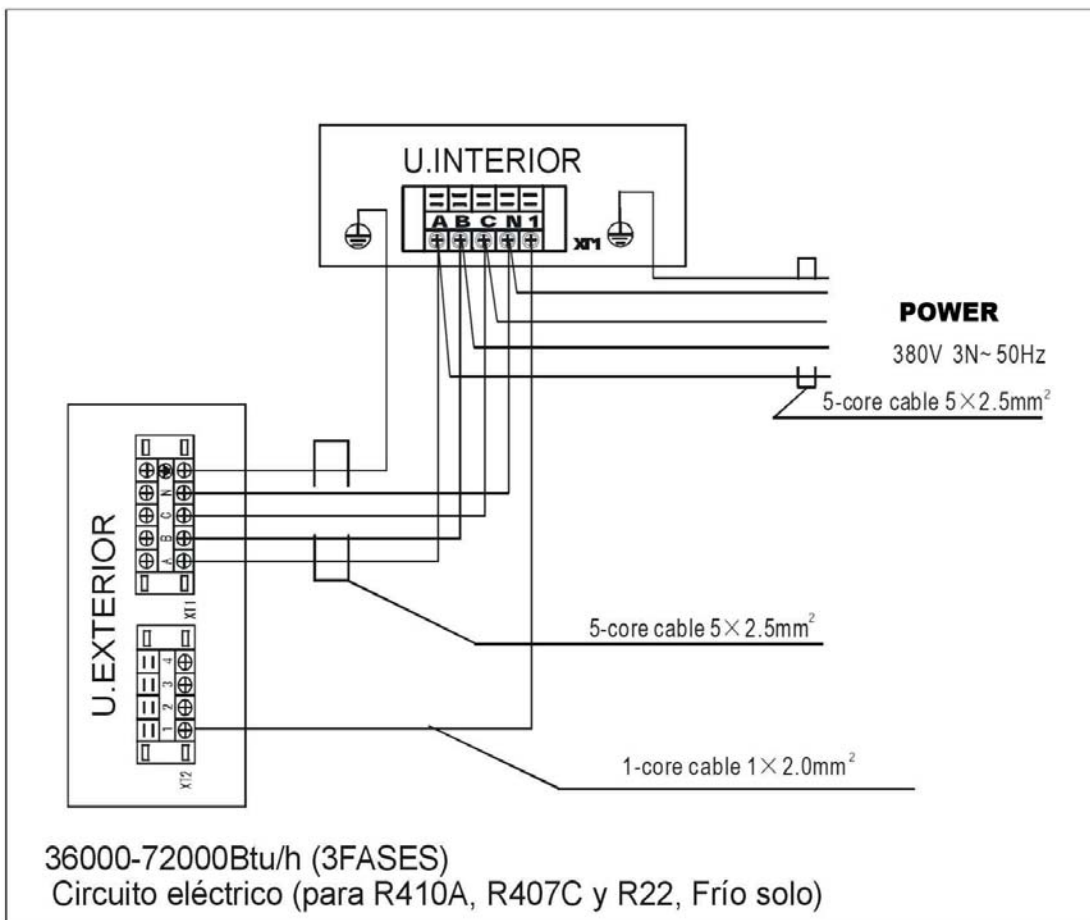 U.INTERIOR
A B C N 1
XT1
POWER
380V 3N~ 50Hz
5-core cable 5×2.5mm²
U.EXTERIOR
N
C
B
A
XT1
5-core cable 5×2.5mm²
4
3
2
1
XT2
1-core cable 1×2.0mm²
36000-72000Btu/h (3FASES)
Circuito eléctrico (para R410A, R407C y R22, Frío solo)